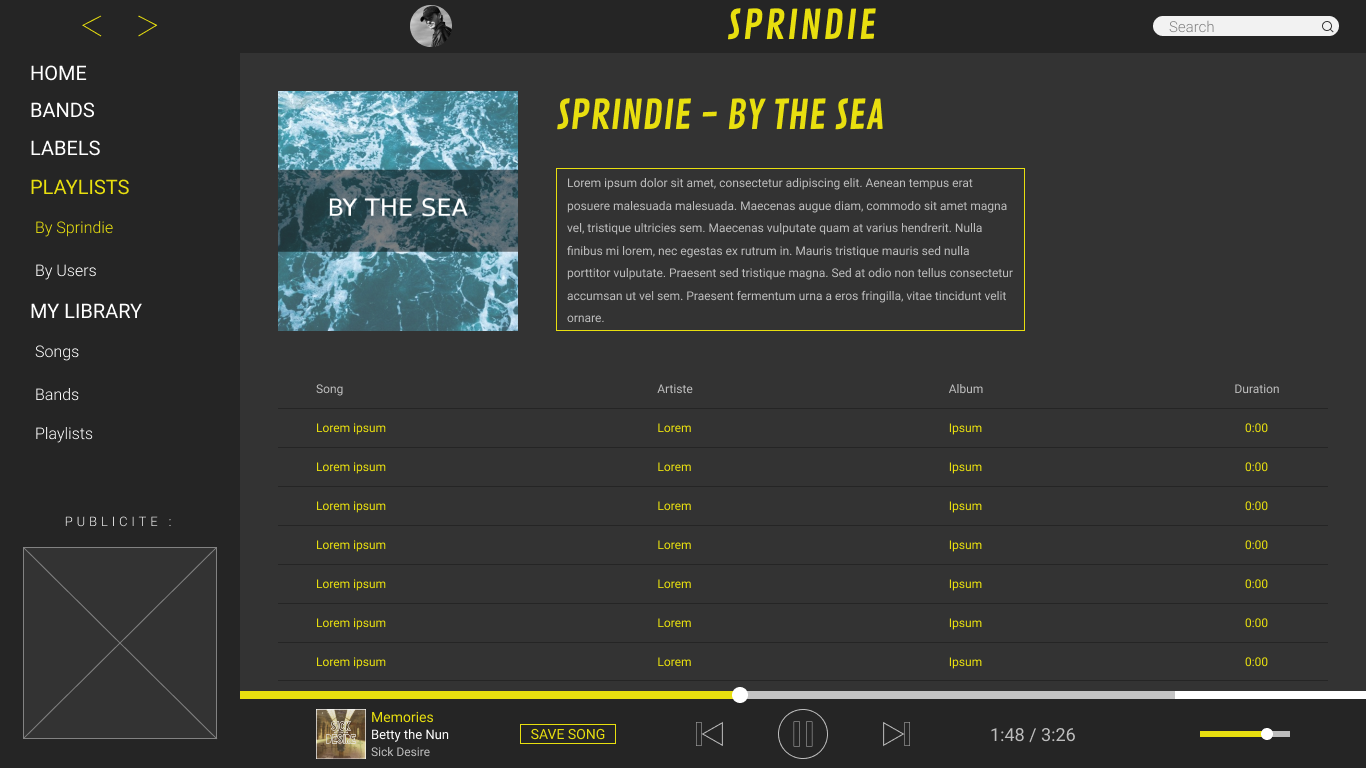 SPRINDIE
Search
HOME
BANDS
LABELS
PLAYLISTS
By Sprindie
By Users
MY LIBRARY
Songs
Bands
Playlists
PUBLICITE :
BY THE SEA
SPRINDIE - BY THE SEA
Lorem ipsum dolor sit amet, consectetur adipiscing elit. Aenean tempus erat
posuere malesuada malesuada. Maecenas augue diam, commodo sit amet magna
vel, tristique ultricies sem. Maecenas vulputate quam at varius hendrerit. Nulla
finibus mi lorem, nec egestas ex rutrum in. Mauris tristique mauris sed nulla
porttitor vulputate. Praesent sed tristique magna. Sed at odio non tellus consectetur
accumsan ut vel sem. Praesent fermentum urna a eros fringilla, vitae tincidunt velit
ornare.
Song Artiste Album Duration
Lorem ipsum Lorem Ipsum 0:00
Lorem ipsum Lorem Ipsum 0:00
Lorem ipsum Lorem Ipsum 0:00
Lorem ipsum Lorem Ipsum 0:00
Lorem ipsum Lorem Ipsum 0:00
Lorem ipsum Lorem Ipsum 0:00
Lorem ipsum Lorem Ipsum 0:00
SICK
DESIRE
Memories
Betty the Nun
Sick Desire
SAVE SONG
1:48 / 3:26